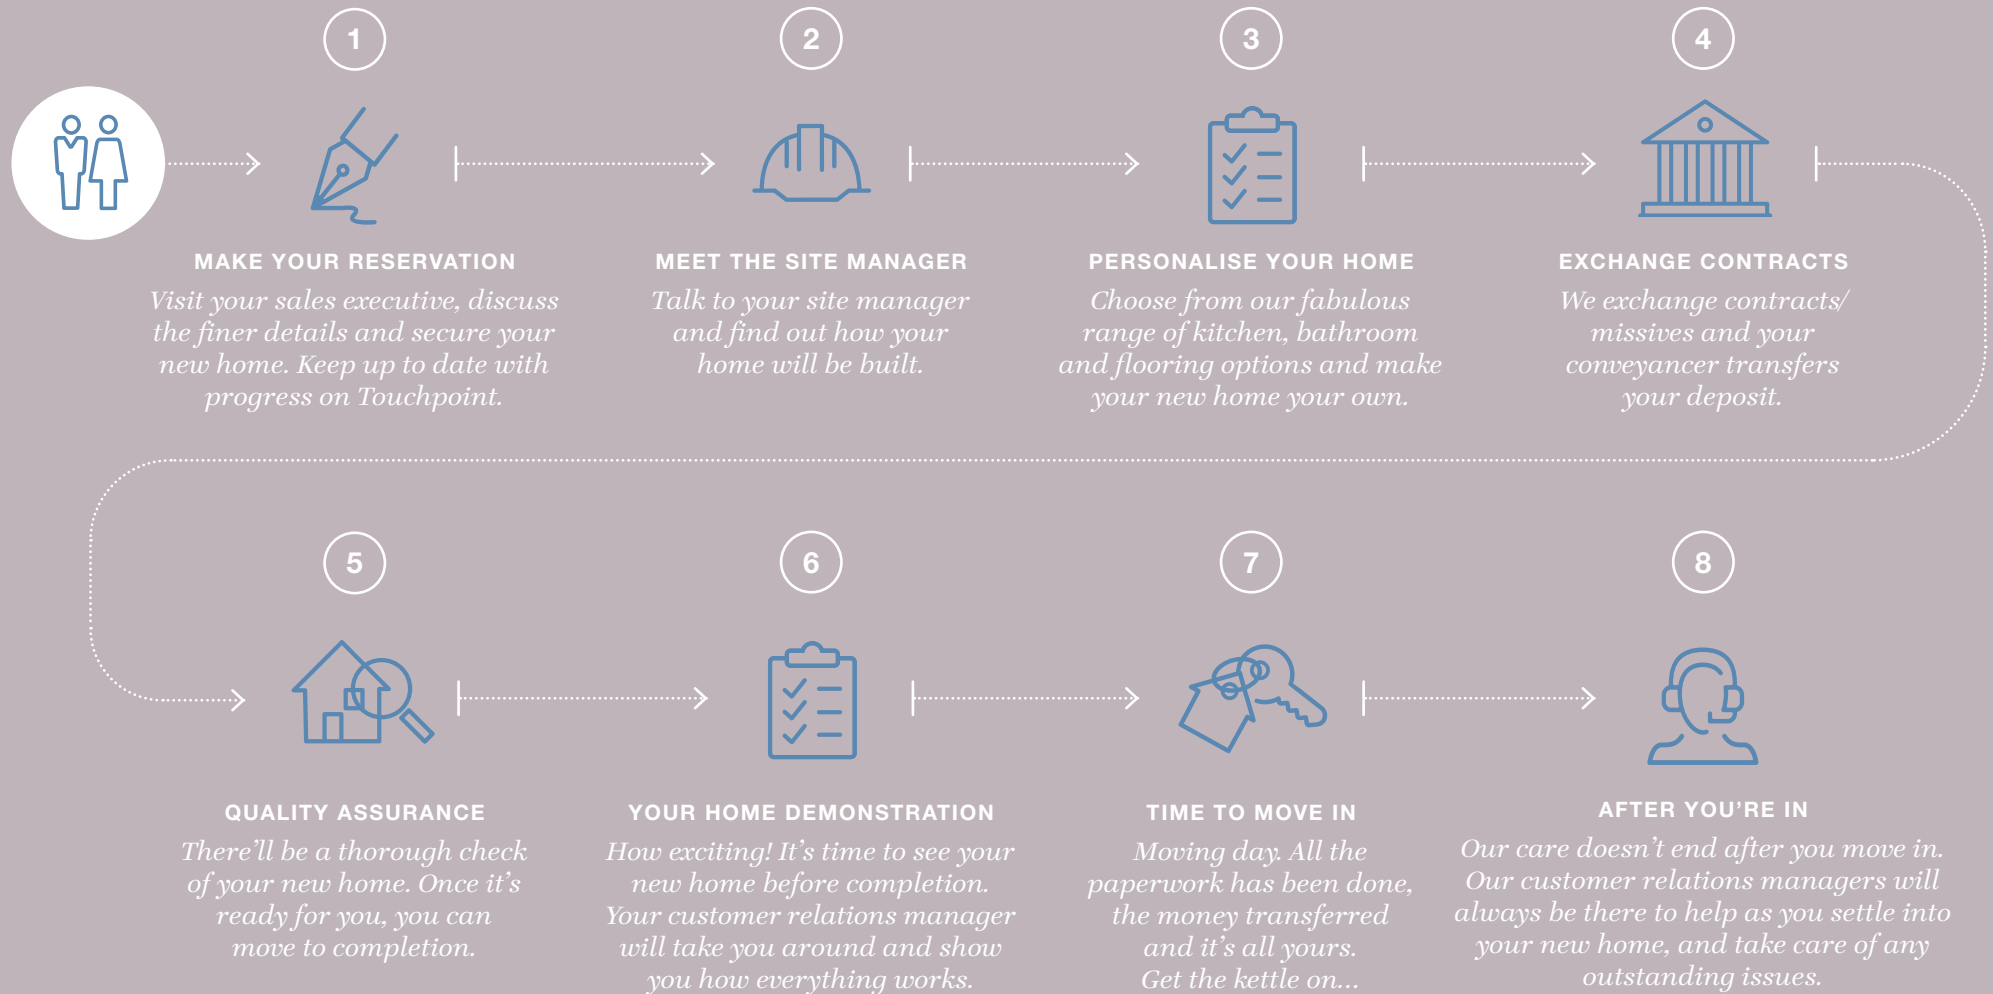 1
MAKE YOUR RESERVATION
Visit your sales executive, discuss
the finer details and secure your
new home. Keep up to date with
progress on Touchpoint.
2
MEET THE SITE MANAGER
Talk to your site manager
and find out how your
home will be built.
3
PERSONALISE YOUR HOME
Choose from our fabulous
range of kitchen, bathroom
and flooring options and make
your new home your own.
4
EXCHANGE CONTRACTS
We exchange contracts/
missives and your
conveyancer transfers
your deposit.
5
QUALITY ASSURANCE
There’ll be a thorough check
of your new home. Once it’s
ready for you, you can
move to completion.
6
YOUR HOME DEMONSTRATION
How exciting! It’s time to see your
new home before completion.
Your customer relations manager
will take you around and show
you how everything works.
7
TIME TO MOVE IN
Moving day. All the
paperwork has been done,
the money transferred
and it’s all yours.
Get the kettle on...
8
AFTER YOU’RE IN
Our care doesn’t end after you move in.
Our customer relations managers will
always be there to help as you settle into
your new home, and take care of any
outstanding issues.